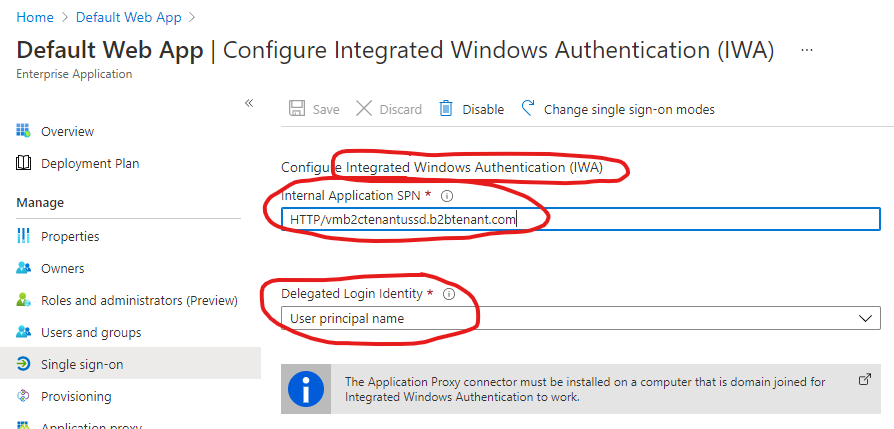 Home > Default Web App >
Default Web App | Configure Integrated Windows Authentication (IWA) ...
Enterprise Application
«
Save Discard Disable Change single sign-on modes
Overview
Deployment Plan
Manage
Properties
Owners
Roles and administrators (Preview)
Users and groups
Single sign-on
Provisioning
Application proxy
Configure Integrated Windows Authentication (IWA)
Internal Application SPN *
HTTP/vmb2ctenantussd.b2btenant.com
Delegated Login Identity *
User principal name
The Application Proxy connector must be installed on a computer that is domain joined for
Integrated Windows Authentication to work.